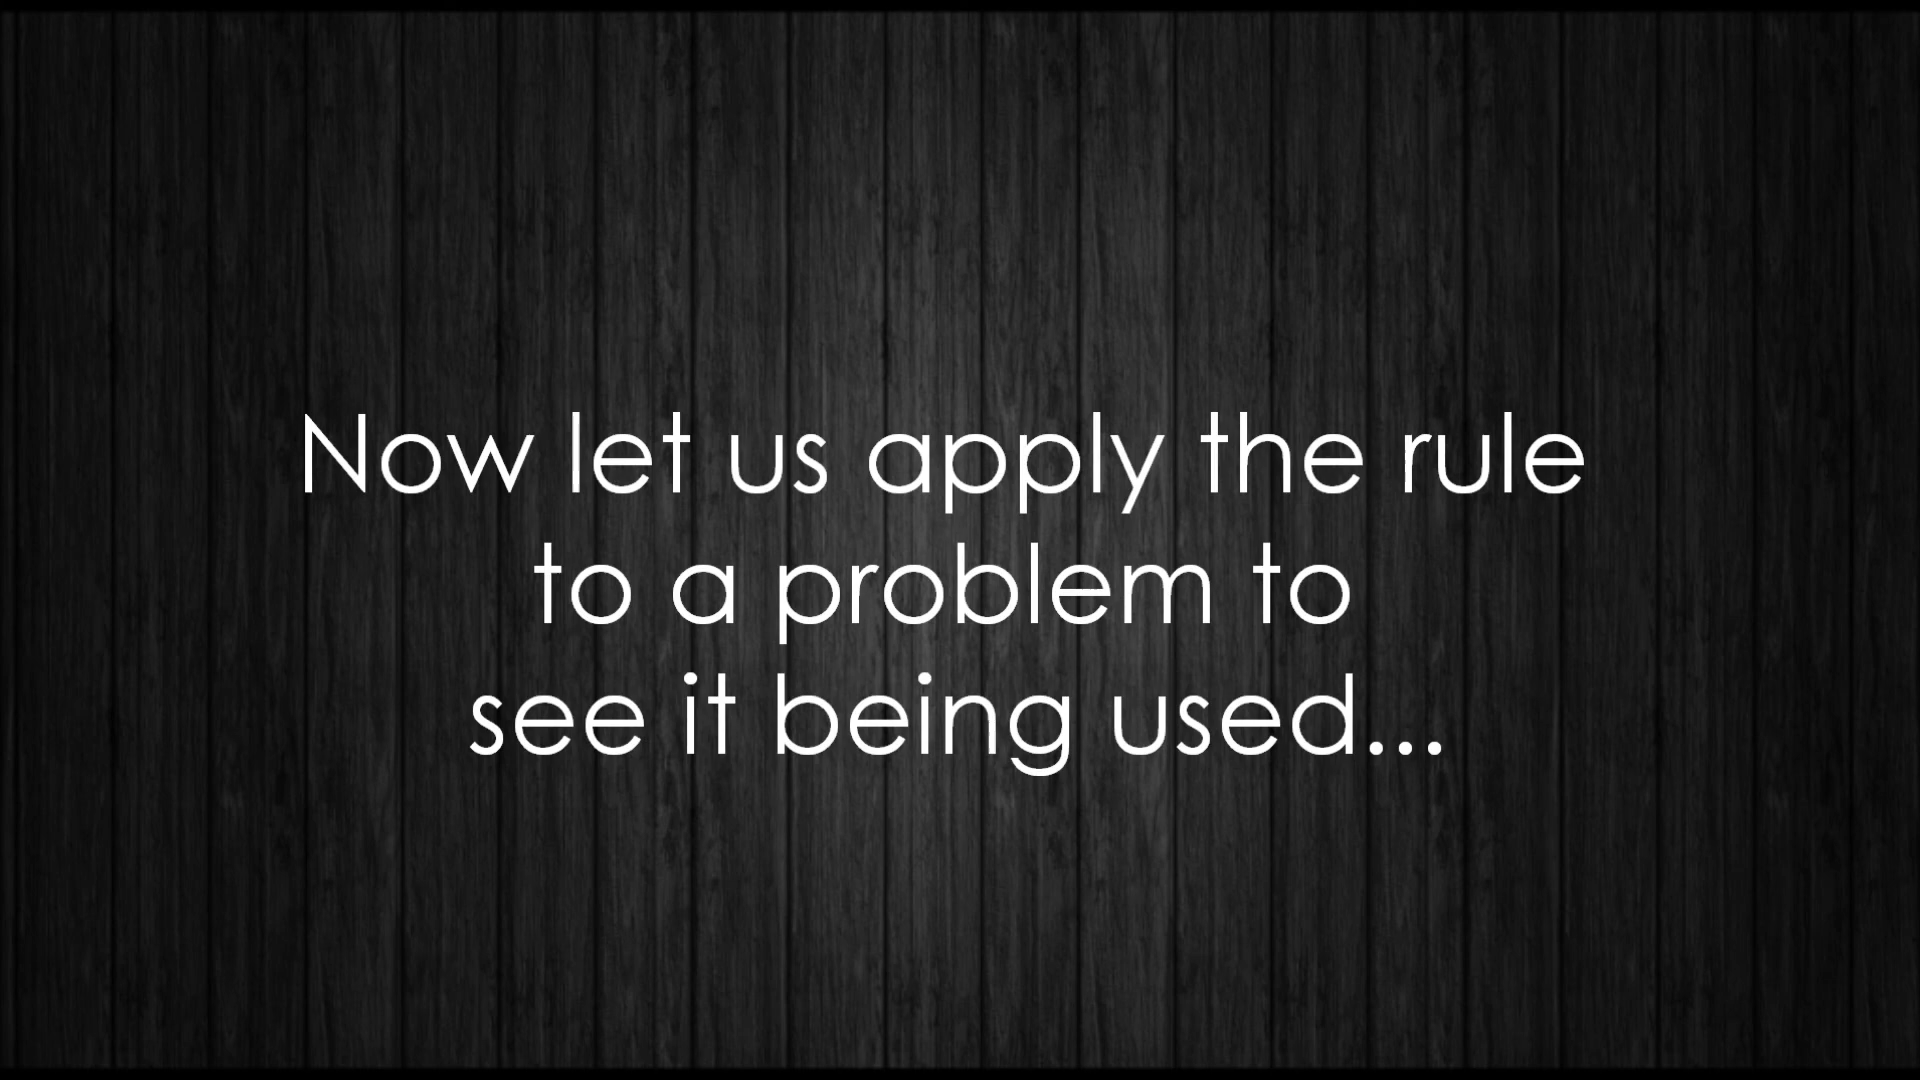 Now let us apply the rule
to a problem to
see it being used...